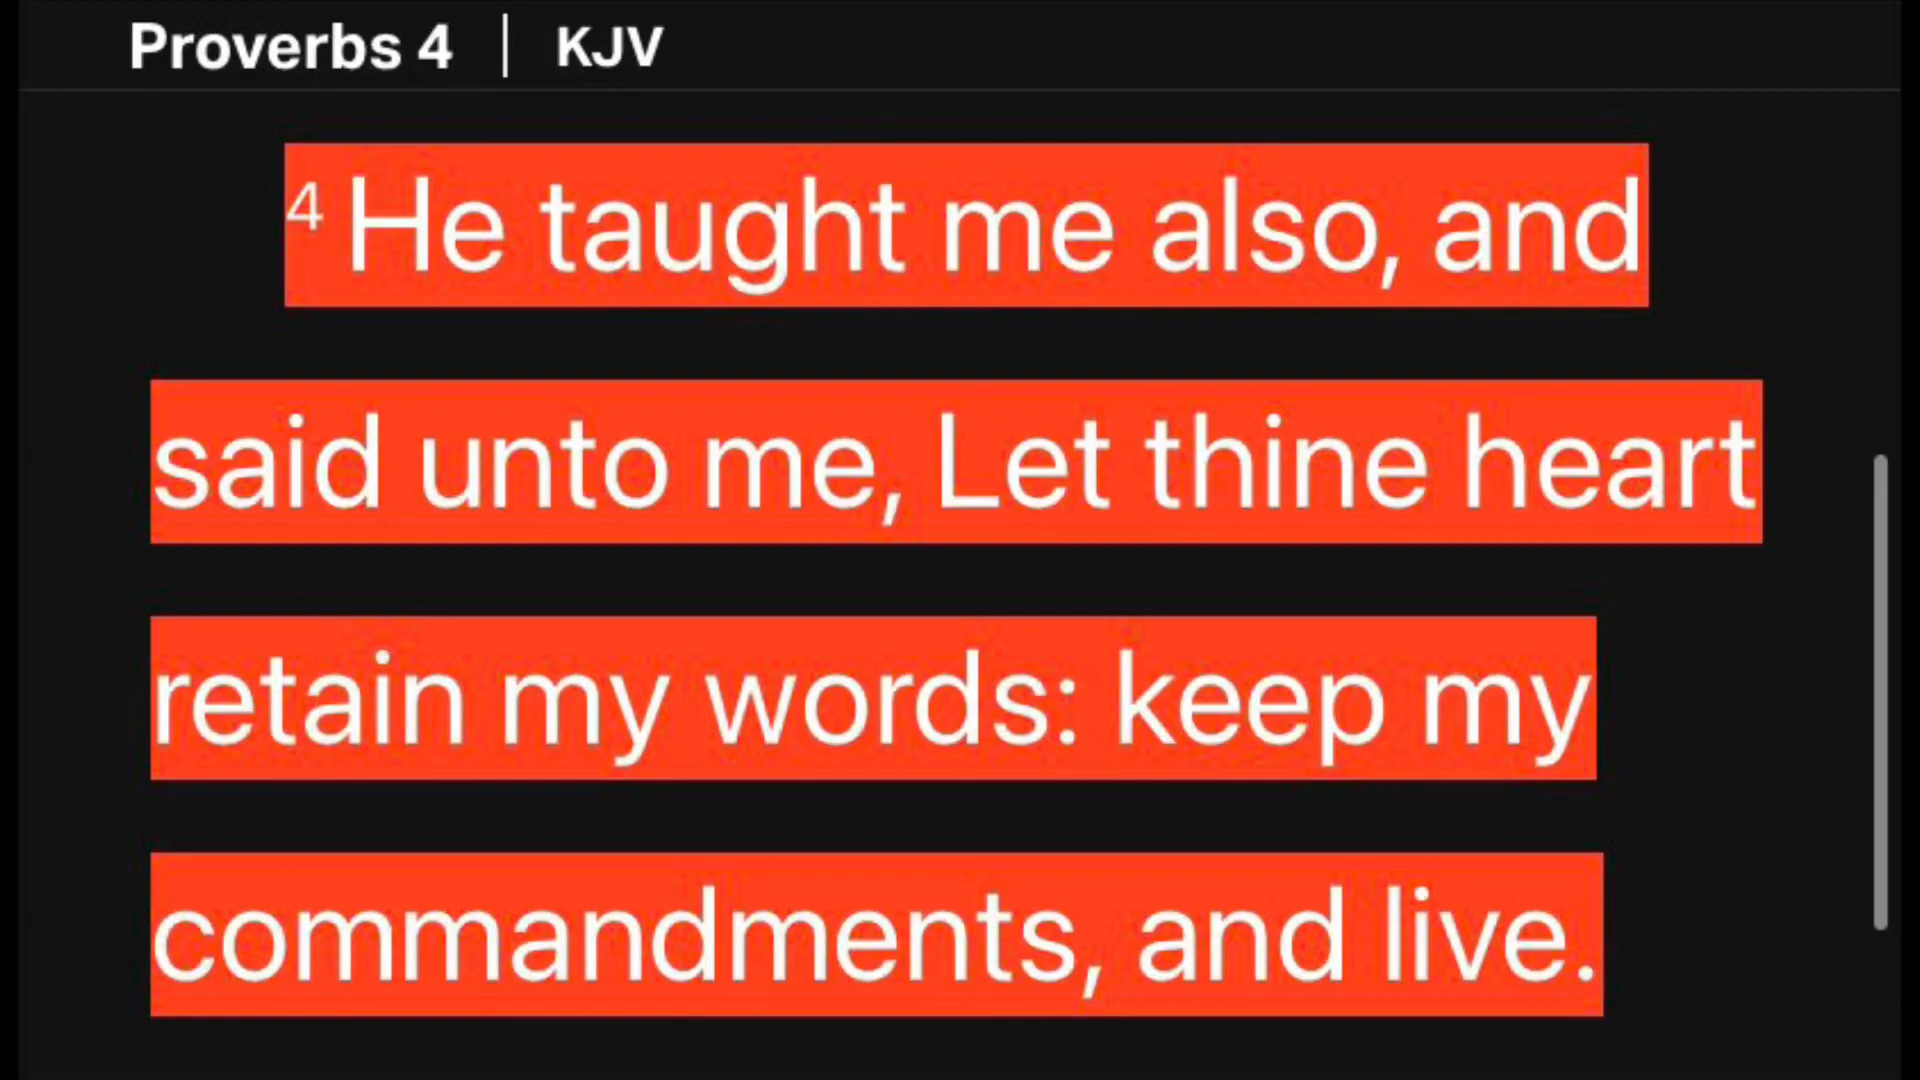 Proverbs 4 | KJV
4 He taught me also, and
said unto me, Let thine heart
retain my words: keep my
commandments, and live.